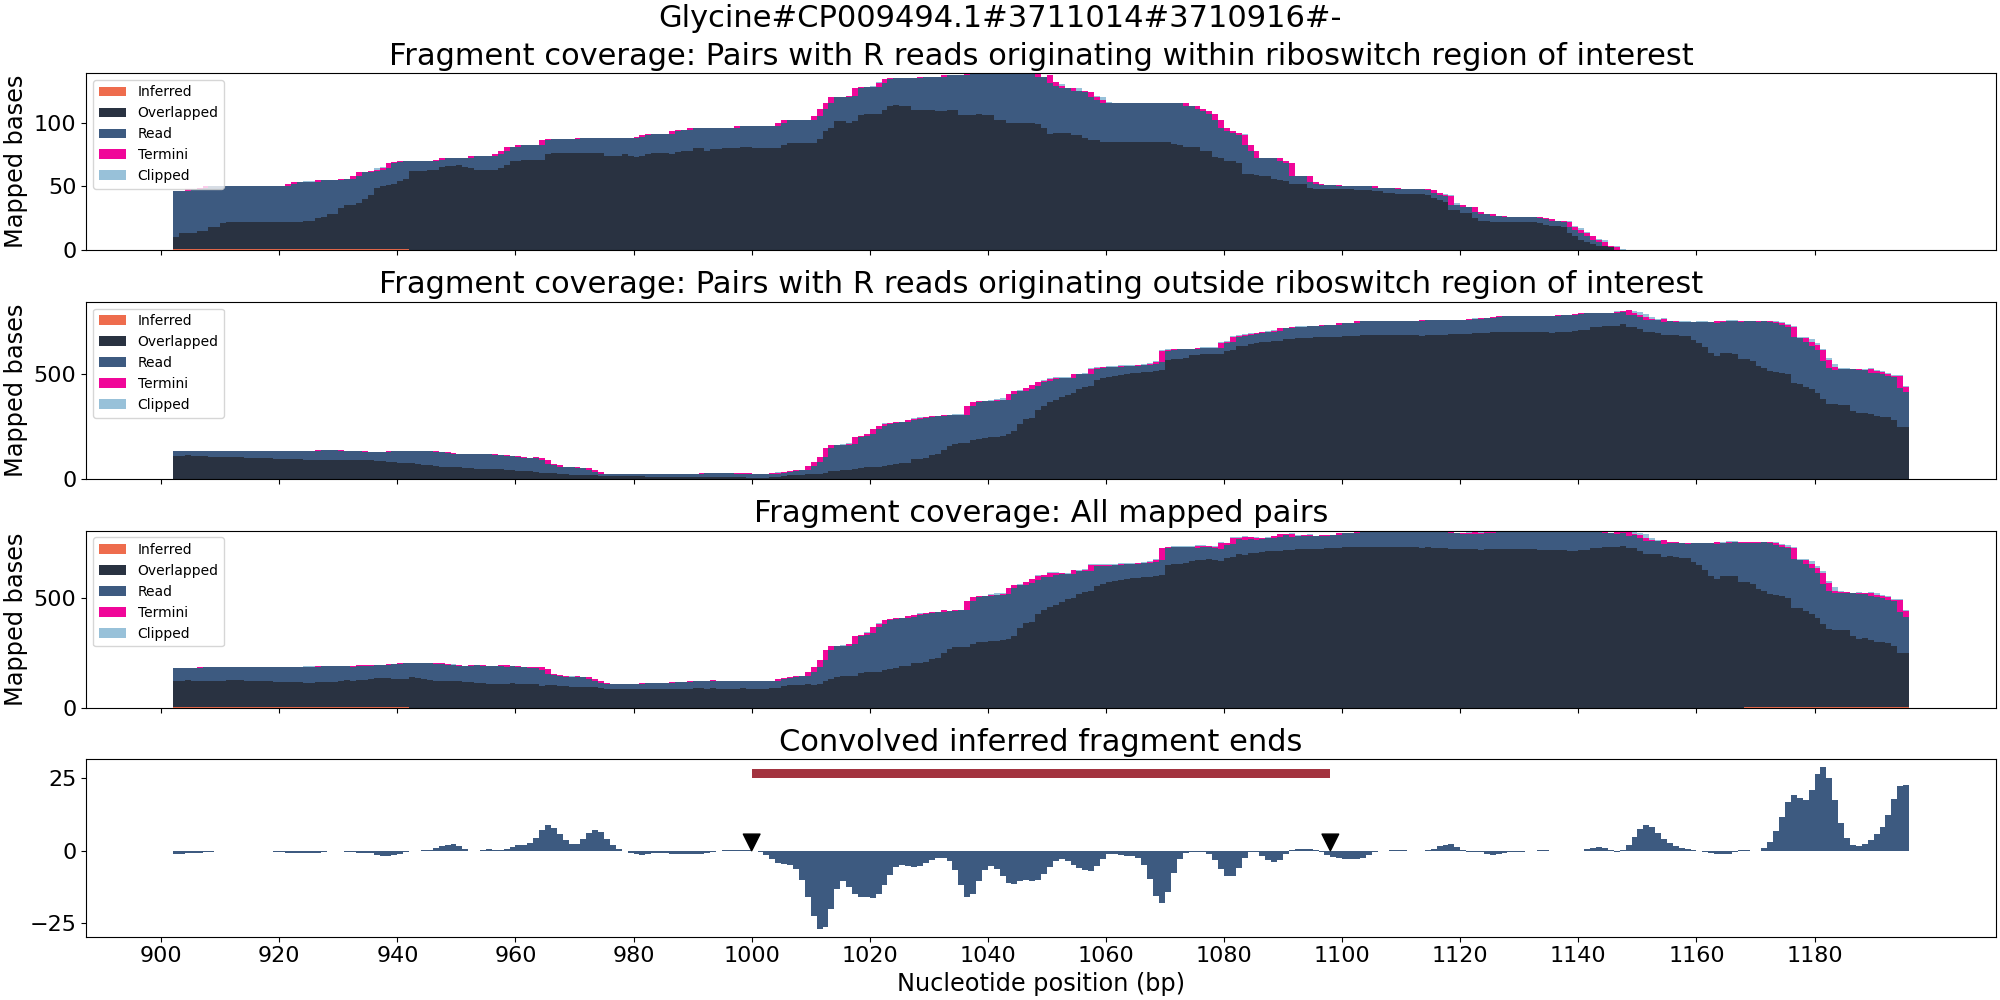 Glycine#CP009494.1#3711014#3710916#-
Fragment coverage: Pairs with R reads originating within riboswitch region of interest
Mapped bases
100
50
0
Inferred
Overlapped
Read
Termini
Clipped
Fragment coverage: Pairs with R reads originating outside riboswitch region of interest
Mapped bases
500
0
Inferred
Overlapped
Read
Termini
Clipped
Fragment coverage: All mapped pairs
Mapped bases
500
0
Inferred
Overlapped
Read
Termini
Clipped
Convolved inferred fragment ends
25
0
−25
900 920 940 960 980 1000 1020 1040 1060 1080 1100 1120 1140 1160 1180
Nucleotide position (bp)